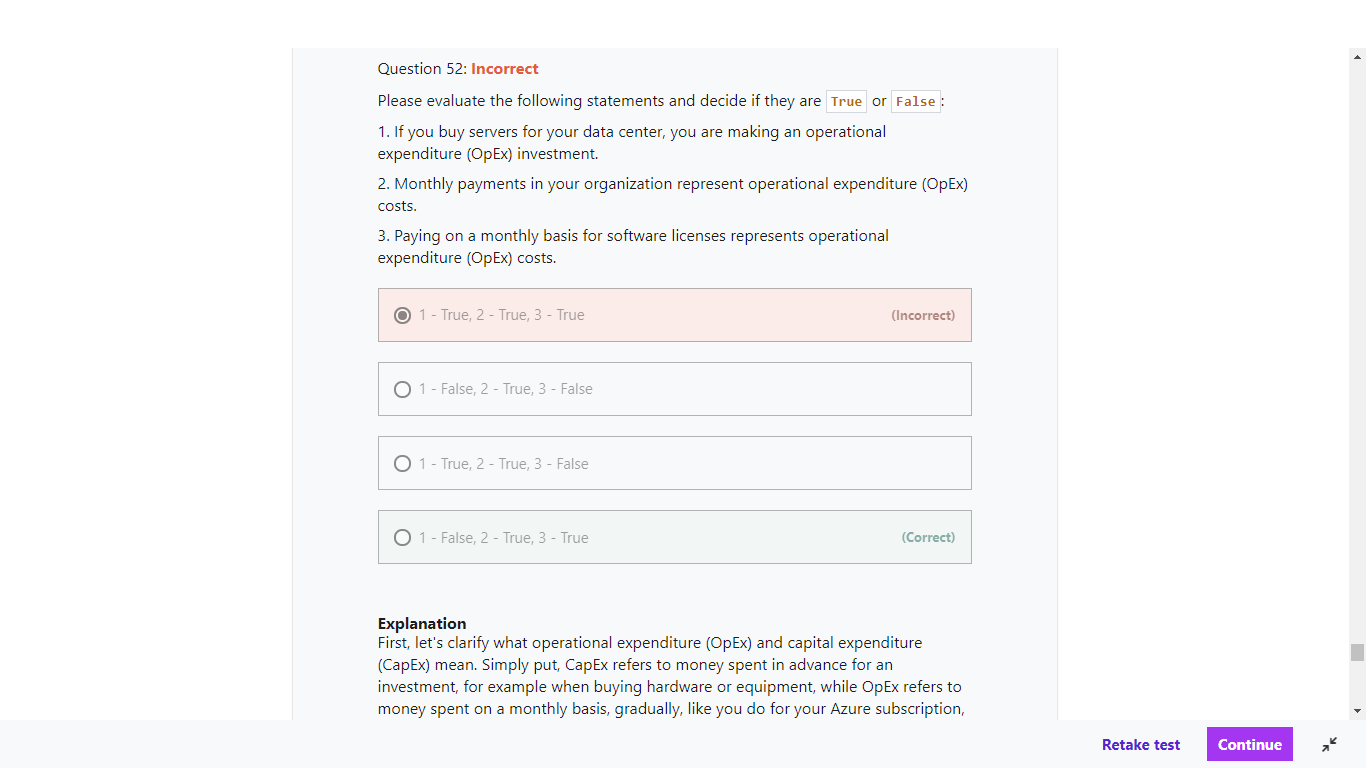 Question 52: Incorrect
Please evaluate the following statements and decide if they are True or False:
1. If you buy servers for your data center, you are making an operational
expenditure (OpEx) investment.
2. Monthly payments in your organization represent operational expenditure (OpEx)
costs.
3. Paying on a monthly basis for software licenses represents operational
expenditure (OpEx) costs.
1 - True, 2 - True, 3 - True (Incorrect)
1 - False, 2 - True, 3 - False
1 - True, 2 - True, 3 - False
1 - False, 2 - True, 3 - True (Correct)
Explanation
First, let's clarify what operational expenditure (OpEx) and capital expenditure
(CapEx) mean. Simply put, CapEx refers to money spent in advance for an
investment, for example when buying hardware or equipment, while OpEx refers to
money spent on a monthly basis, gradually, like you do for your Azure subscription,
Retake test Continue